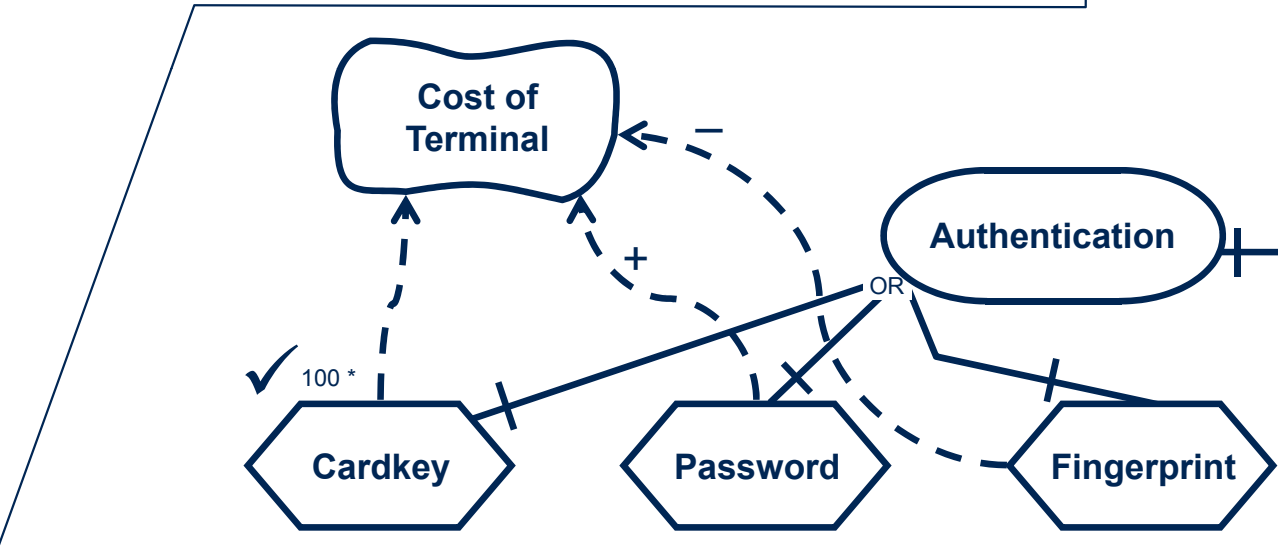 Cost of
Terminal
–
Authentication
+
OR
100 *
Cardkey
Password
Fingerprint